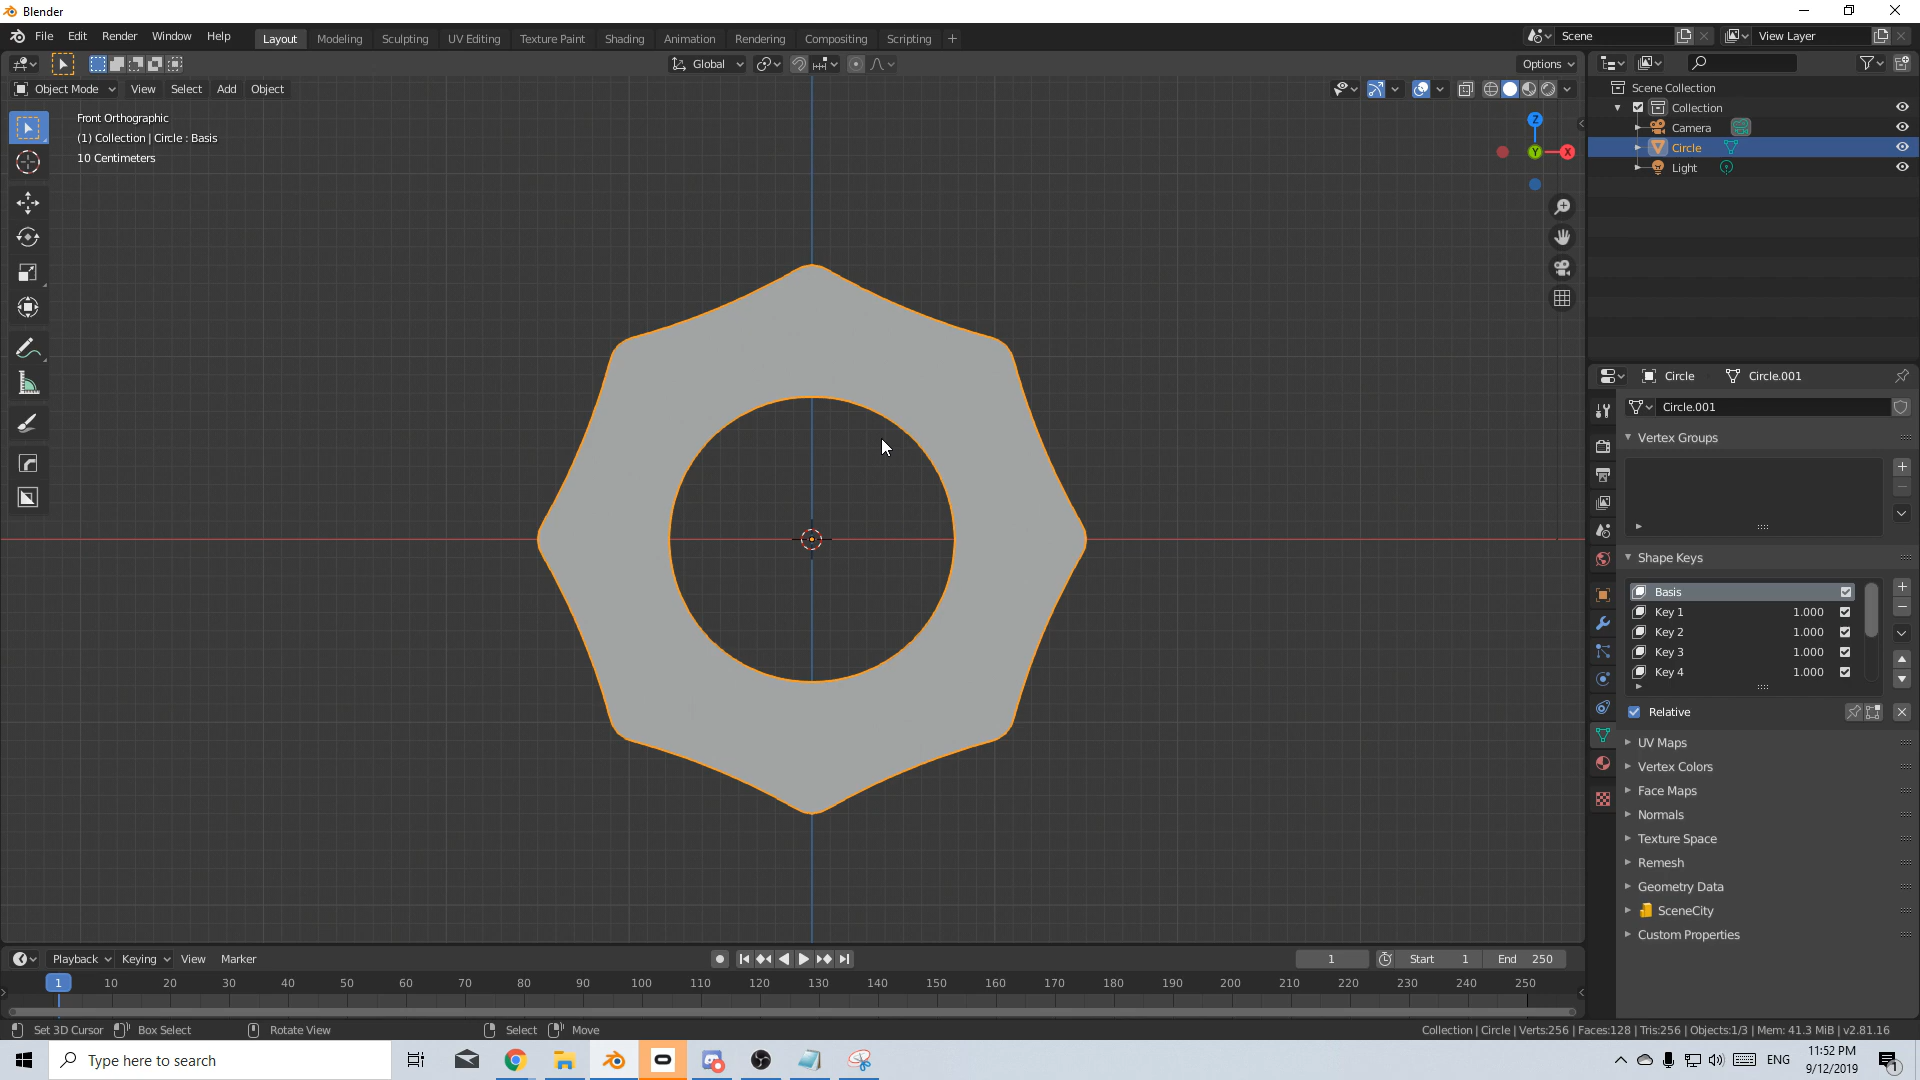 Blender
File Edit Render Window Help
Layout Modeling Sculpting UV Editing Texture Paint Shading Animation Rendering Compositing Scripting +
Scene
View Layer
Global
Options
Object Mode View Select Add Object
Front Orthographic
(1) Collection | Circle : Basis
10 Centimeters
Z
Y
X
Scene Collection
Collection
Camera
Circle
Light
Circle Circle.001
Circle.001
Vertex Groups
Shape Keys
Basis
Key 1 1.000
Key 2 1.000
Key 3 1.000
Key 4 1.000
Relative
UV Maps
Vertex Colors
Face Maps
Normals
Texture Space
Remesh
Geometry Data
SceneCity
Custom Properties
Playback Keying View Marker
1 Start 1 End 250
1 10 20 30 40 50 60 70 80 90 100 110 120 130 140 150 160 170 180 190 200 210 220 230 240 250
Set 3D Cursor Box Select Rotate View Select Move
Collection | Circle | Verts:256 | Faces:128 | Tris:256 | Objects:1/3 | Mem: 41.3 MiB | v2.81.16
Type here to search
ENG
11:52 PM
9/12/2019
1